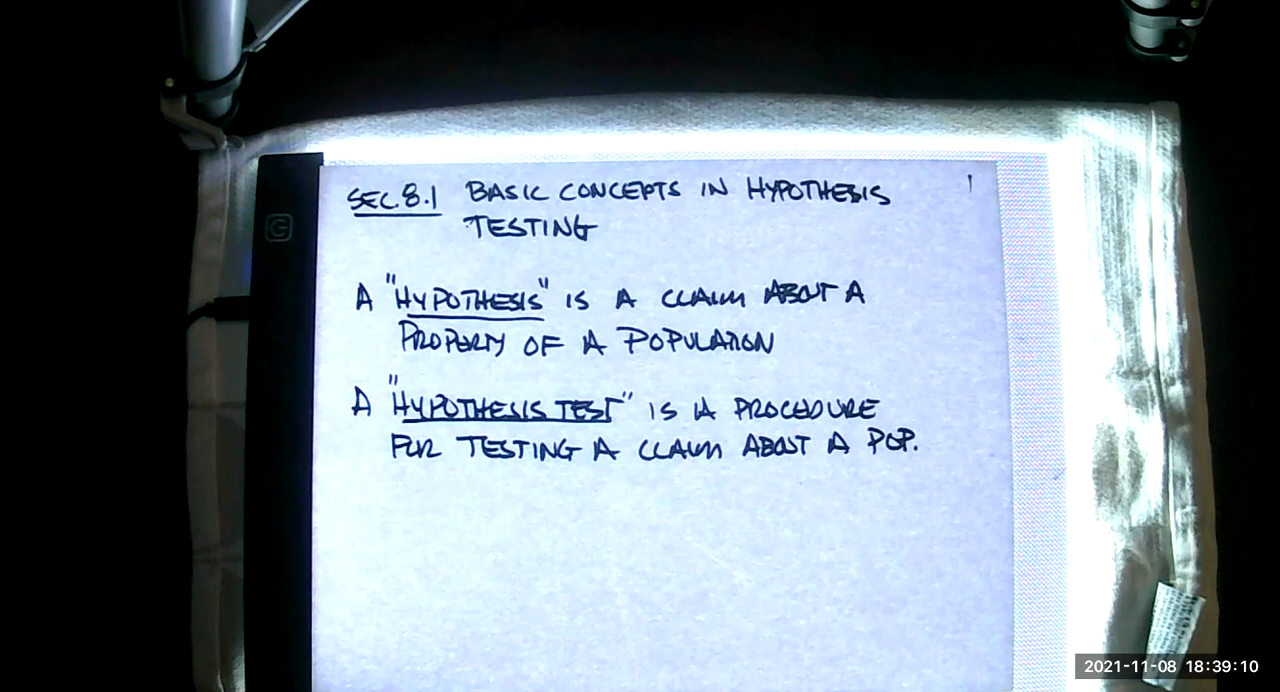 SEC. 8.1 BASIC CONCEPTS IN HYPOTHESIS 1
TESTING
A "HYPOTHESIS" IS A CLAIM ABOUT A
PROPERTY OF A POPULATION
A "HYPOTHESIS TEST" IS A PROCEDURE
FOR TESTING A CLAIM ABOUT A POP.
2021-11-08 18:39:10